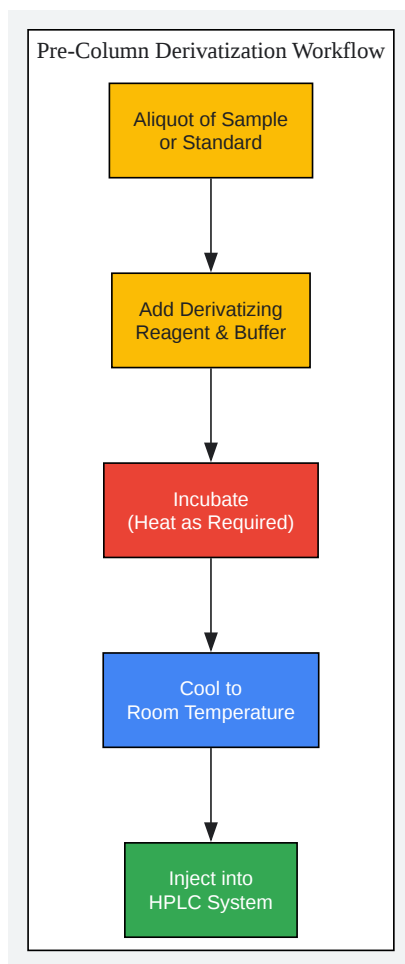 Pre-Column Derivatization Workflow
Aliquot of Sample
or Standard
Add Derivatizing
Reagent & Buffer
Incubate
(Heat as Required)
Cool to
Room Temperature
Inject into
HPLC System